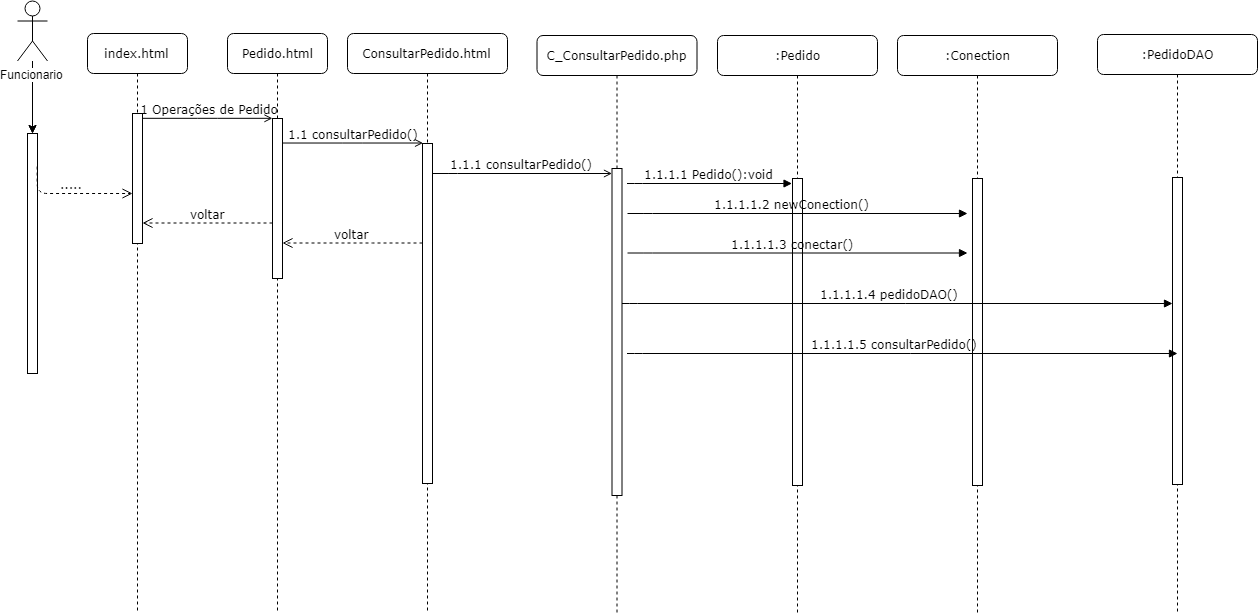 Funcionario
index.html
Pedido.html
ConsultarPedido.html
C_ConsultarPedido.php
:Pedido
:Conection
:PedidoDAO
1 Operações de Pedido
1.1 consultarPedido()
1.1.1 consultarPedido()
1.1.1.1 Pedido():void
.....
1.1.1.1.2 newConection()
voltar
voltar
1.1.1.1.3 conectar()
1.1.1.1.4 pedidoDAO()
1.1.1.1.5 consultarPedido()